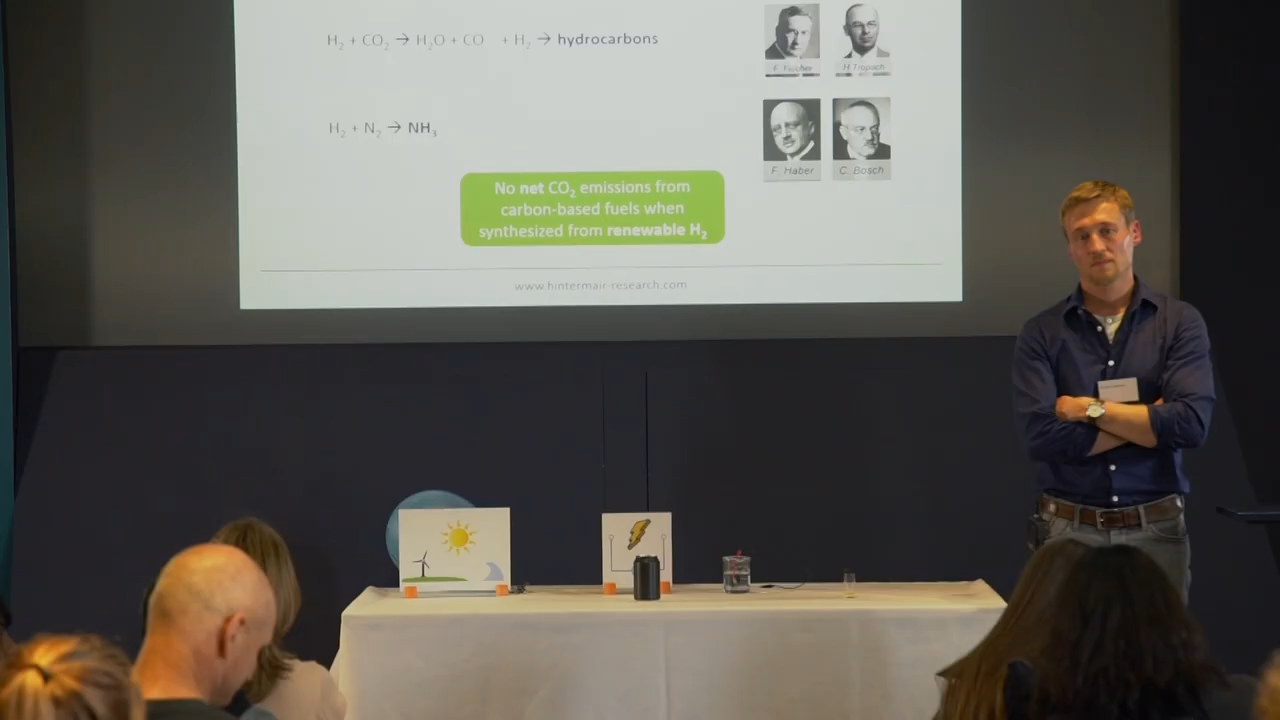 H₂ + CO₂ → H₂O + CO + H₂ → hydrocarbons
F. Fischer
H. Tropsch
H₂ + N₂ → NH₃
F. Haber
C. Bosch
No net CO₂ emissions from
carbon-based fuels when
synthesized from renewable H₂
www.hintermair-research.com